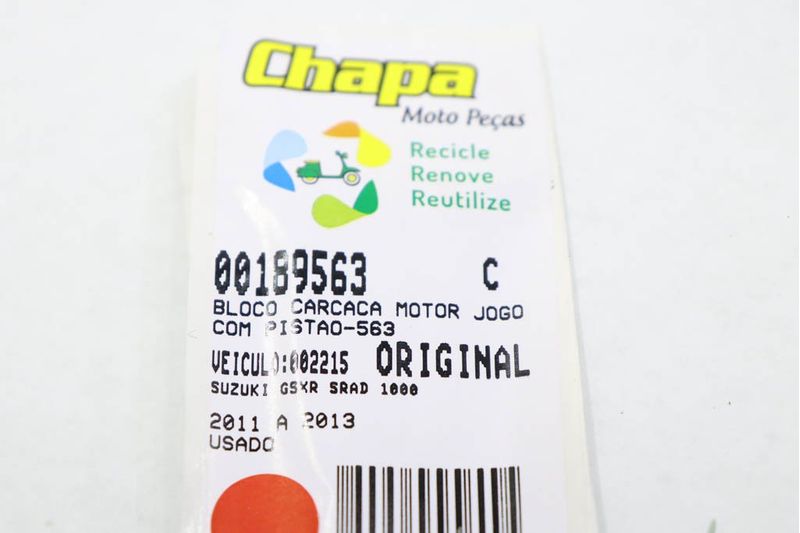 Chapa
Moto Peças
Recicle
Renove
Reutilize
00189563 C
BLOCO CARCACA MOTOR JOGO
COM PISTAO-563
VEICULO:002215 ORIGINAL
SUZUKI GSXR SRAD 1000
2011 A 2013
USADO